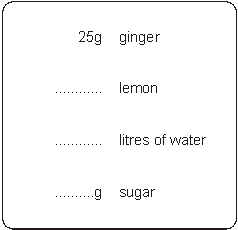 25g ginger
............ lemon
............ litres of water
..........g sugar